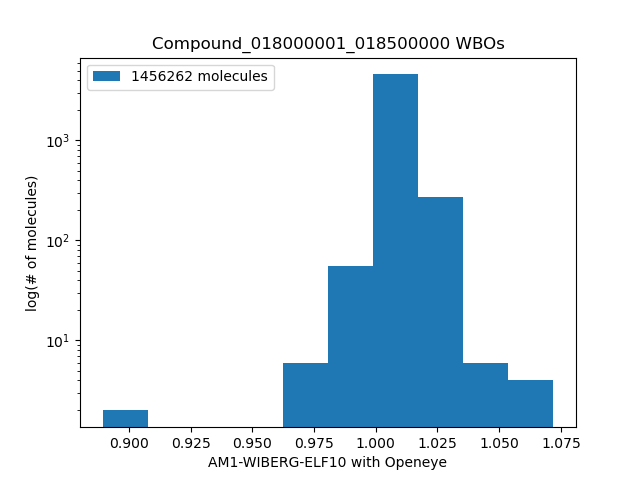 Compound_018000001_018500000 WBOs
1456262 molecules
log(# of molecules)
10³
10²
10¹
0.900 0.925 0.950 0.975 1.000 1.025 1.050 1.075
AM1-WIBERG-ELF10 with Openeye